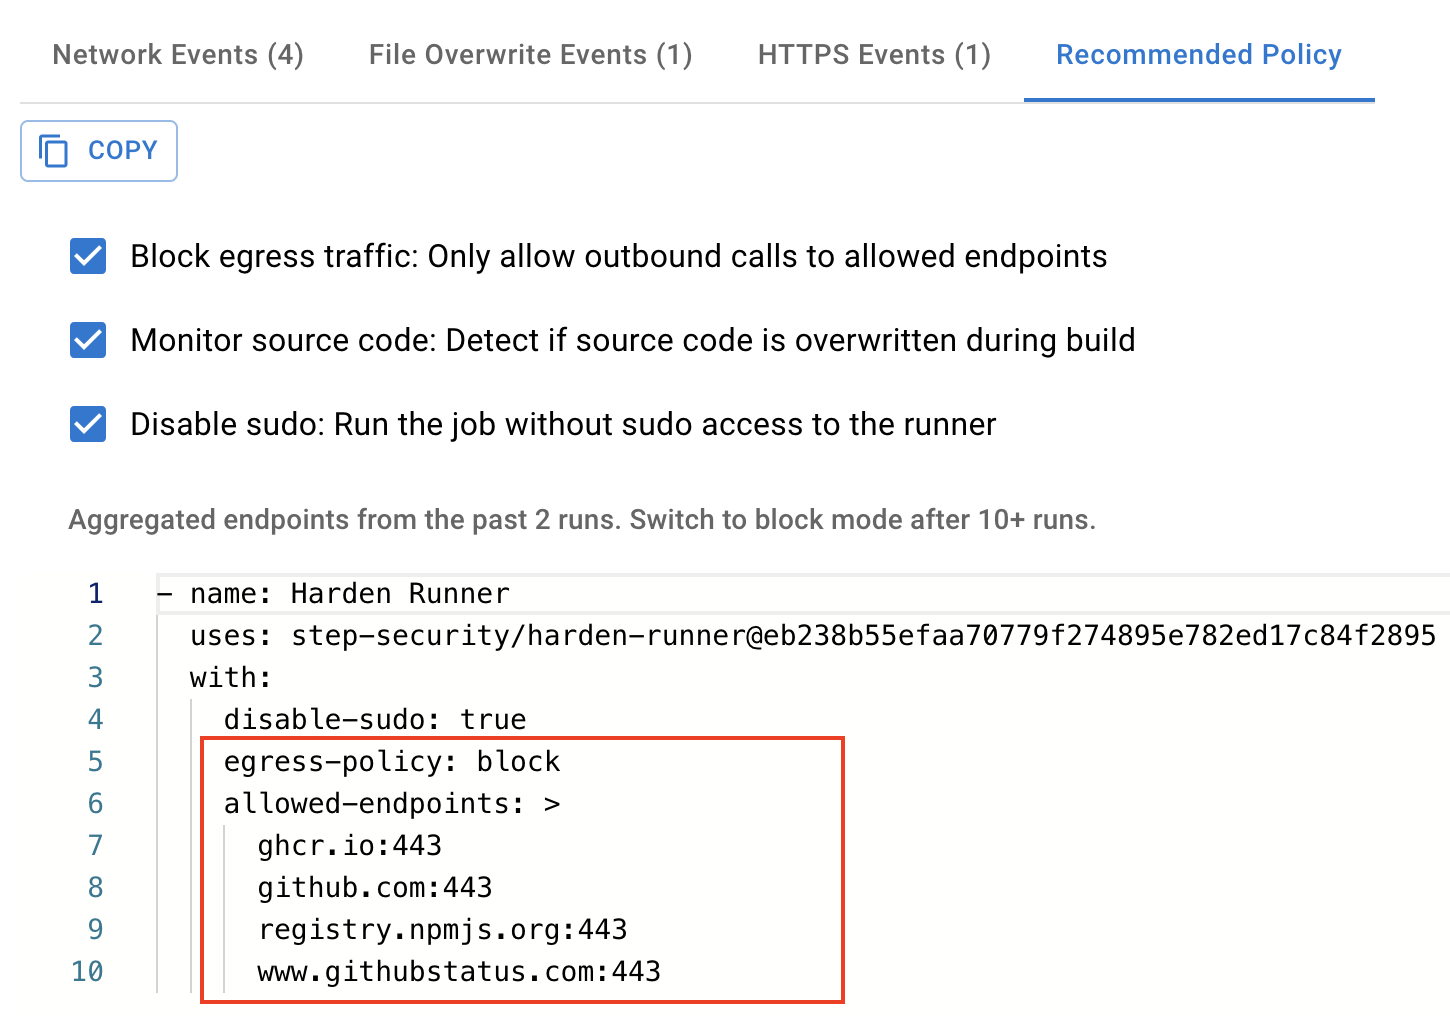 Network Events (4) File Overwrite Events (1) HTTPS Events (1) Recommended Policy
COPY
Block egress traffic: Only allow outbound calls to allowed endpoints
Monitor source code: Detect if source code is overwritten during build
Disable sudo: Run the job without sudo access to the runner
Aggregated endpoints from the past 2 runs. Switch to block mode after 10+ runs.
1 - name: Harden Runner
2 uses: step-security/harden-runner@eb238b55efaa70779f274895e782ed17c84f2895
3 with:
4 disable-sudo: true
5 egress-policy: block
6 allowed-endpoints: >
7 ghcr.io:443
8 github.com:443
9 registry.npmjs.org:443
10 www.githubstatus.com:443